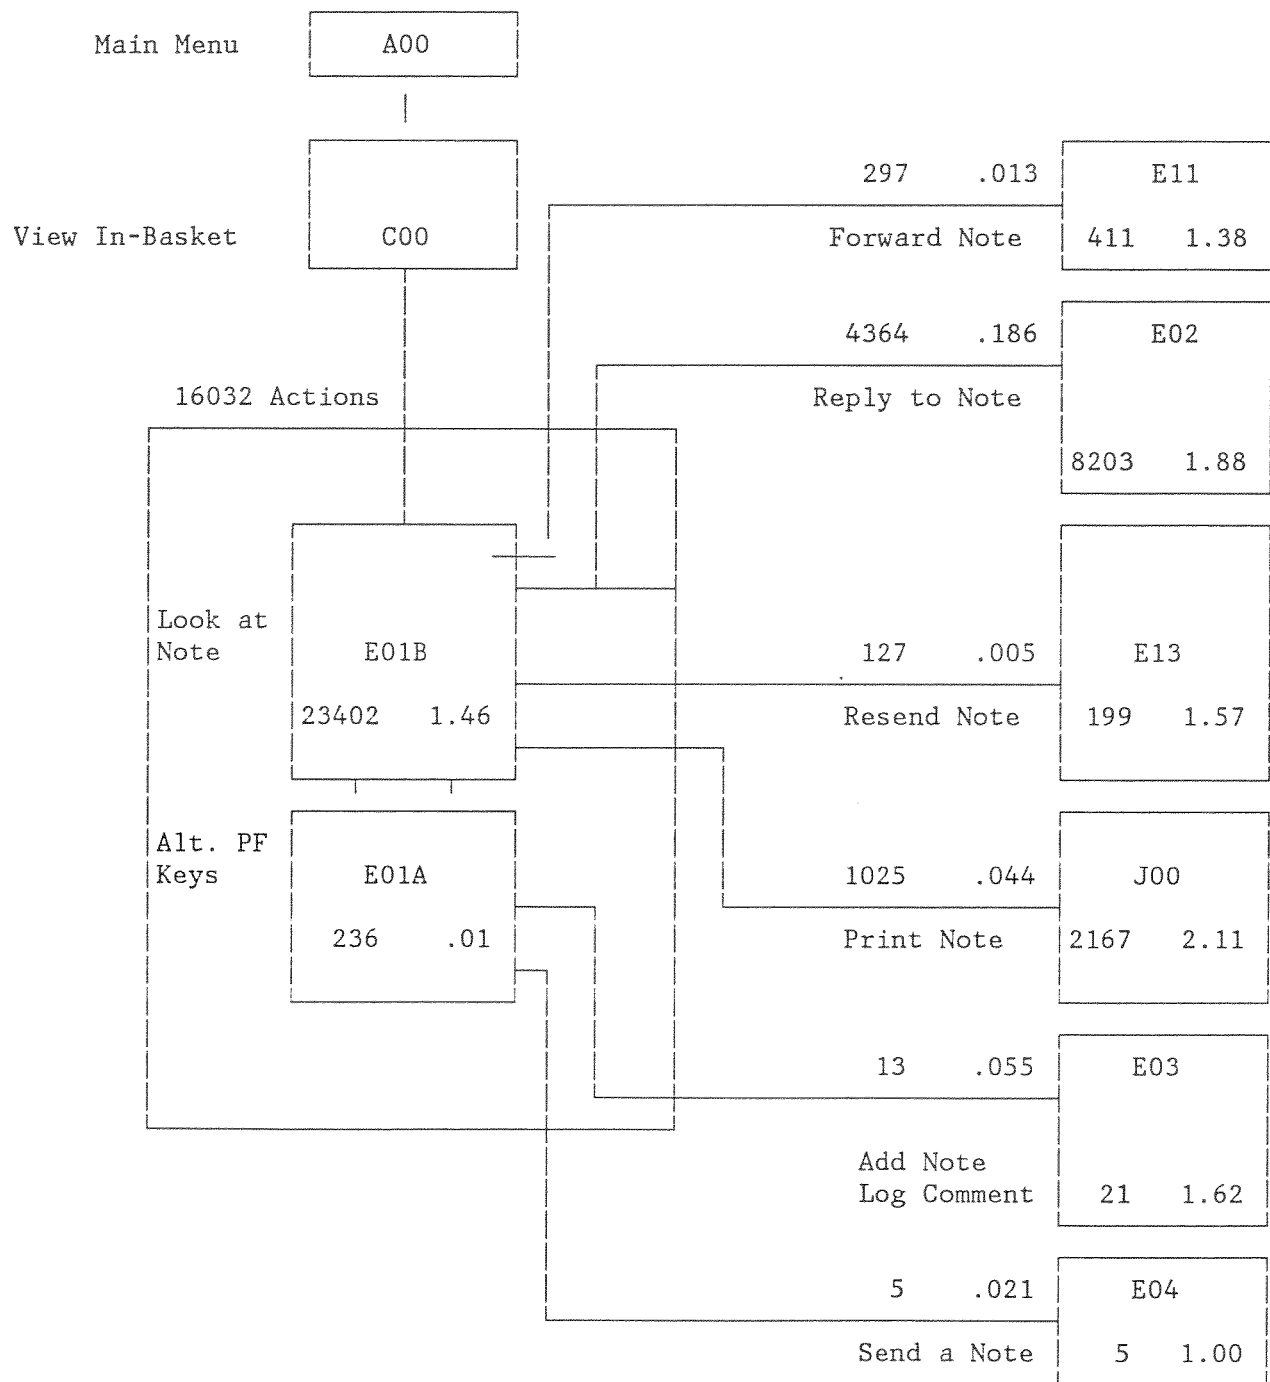 Main Menu A00
297 .013 E11
View In-Basket C00 Forward Note 411 1.38
4364 .186 E02
16032 Actions Reply to Note
8203 1.88
Look at
Note E01B 127 .005 E13
23402 1.46 Resend Note 199 1.57
Alt. PF
Keys E01A 1025 .044 J00
236 .01 Print Note 2167 2.11
13 .055 E03
Add Note
Log Comment 21 1.62
5 .021 E04
Send a Note 5 1.00